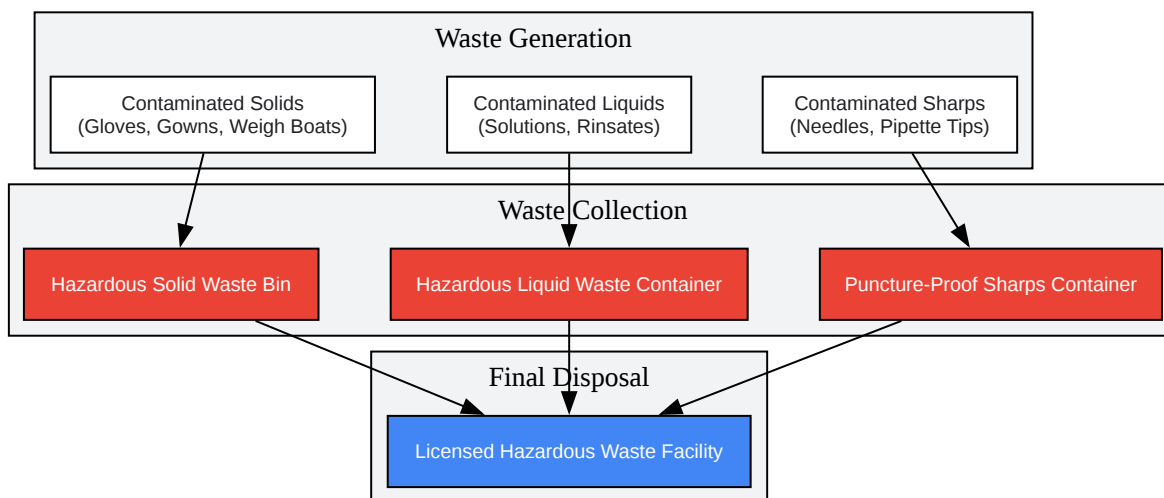 Waste Generation
Contaminated Solids
(Gloves, Gowns, Weigh Boats)
Contaminated Liquids
(Solutions, Rinsates)
Contaminated Sharps
(Needles, Pipette Tips)
Waste Collection
Hazardous Solid Waste Bin
Hazardous Liquid Waste Container
Puncture-Proof Sharps Container
Final Disposal
Licensed Hazardous Waste Facility